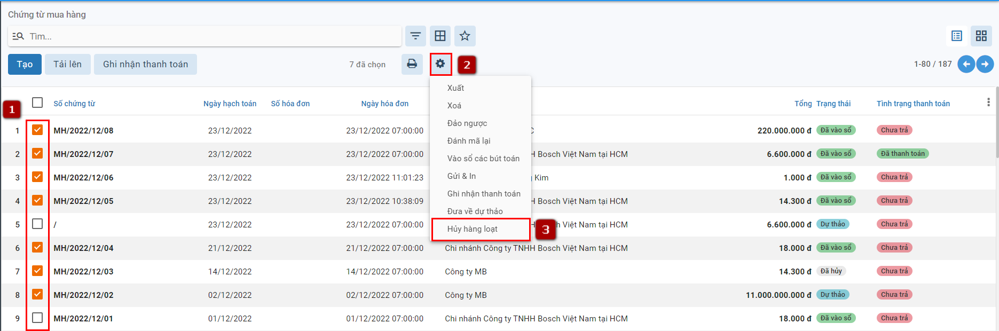 Chứng từ mua hàng
Tìm...
Tạo Tải lên Ghi nhận thanh toán 7 đã chọn 2 1-80 / 187
Xuất
Xoá
Đảo ngược
Đánh mã lại
Vào sổ các bút toán
Gửi & In
Ghi nhận thanh toán
Đưa về dự thảo
Hủy hàng loạt 3
1 Số chứng từ Ngày hạch toán Số hóa đơn Ngày hóa đơn Tổng Trạng thái Tình trạng thanh toán
1 MH/2022/12/08 23/12/2022 23/12/2022 07:00:00 C 220.000.000 đ Đã vào sổ Chưa trả
2 MH/2022/12/07 23/12/2022 23/12/2022 07:00:00 H Bosch Việt Nam tại HCM 6.600.000 đ Đã vào sổ Đã thanh toán
3 MH/2022/12/06 23/12/2022 23/12/2022 11:01:23 Kim 1.000 đ Đã vào sổ Chưa trả
4 MH/2022/12/05 23/12/2022 23/12/2022 10:38:09 H Bosch Việt Nam tại HCM 14.300 đ Đã vào sổ Chưa trả
5 / 23/12/2022 23/12/2022 07:00:00 H Bosch Việt Nam tại HCM 6.600.000 đ Dự thảo Chưa trả
6 MH/2022/12/04 21/12/2022 21/12/2022 07:00:00 Chi nhánh Công ty TNHH Bosch Việt Nam tại HCM 18.000 đ Đã vào sổ Chưa trả
7 MH/2022/12/03 14/12/2022 14/12/2022 07:00:00 Công ty MB 14.300 đ Đã hủy Chưa trả
8 MH/2022/12/02 02/12/2022 02/12/2022 07:00:00 Công ty MB 11.000.000.000 đ Dự thảo Chưa trả
9 MH/2022/12/01 01/12/2022 01/12/2022 07:00:00 Chi nhánh Công ty TNHH Bosch Việt Nam tại HCM 18.000 đ Đã vào sổ Chưa trả